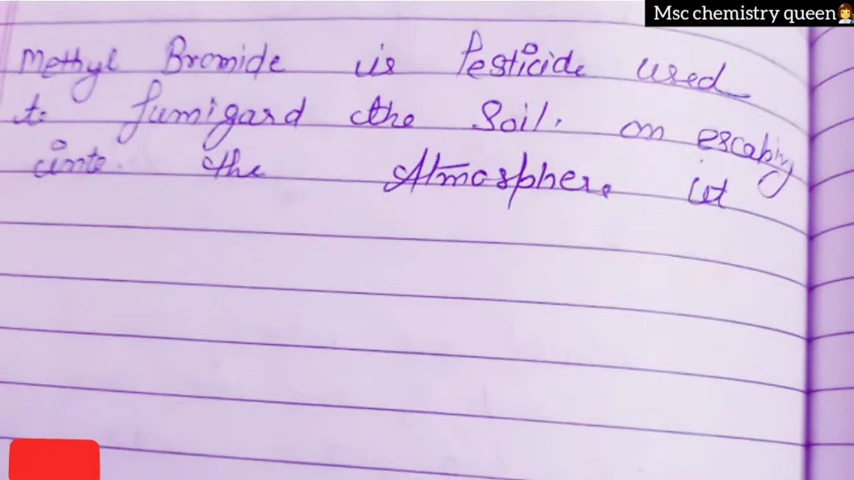 Msc chemistry queen👩‍🔬
Methyl Bromide is Pesticide used
to fumigard the Soil. on escaping
into the Atmosphere it